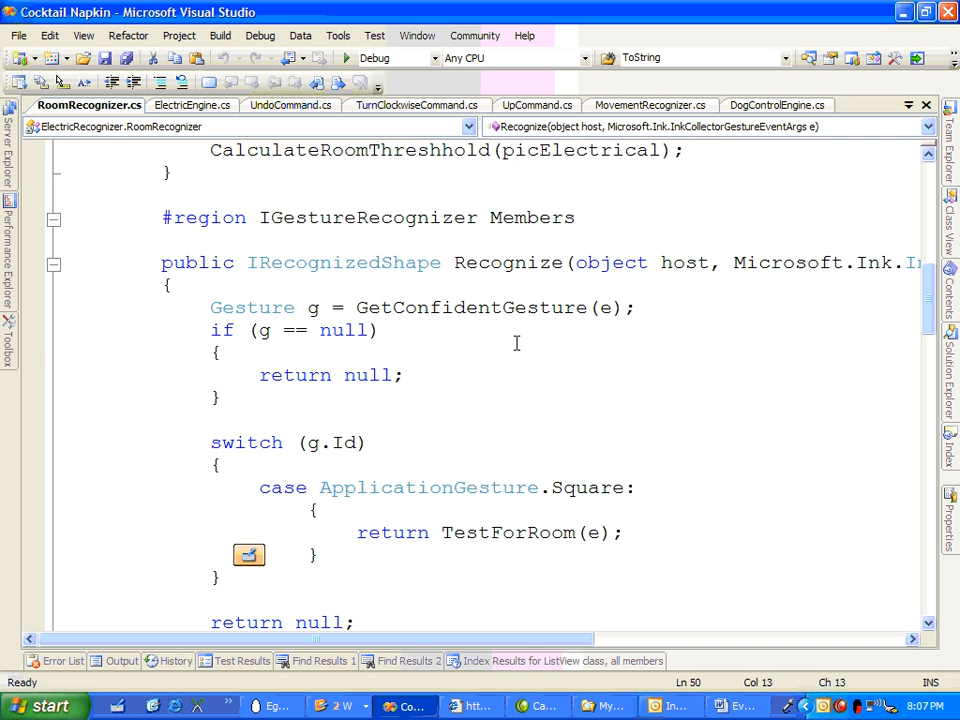 Cocktail Napkin - Microsoft Visual Studio
File Edit View Refactor Project Build Debug Data Tools Test Window Community Help
Debug Any CPU ToString
RoomRecognizer.cs ElectricEngine.cs UndoCommand.cs TurnClockwiseCommand.cs UpCommand.cs MovementRecognizer.cs DogControlEngine.cs
ElectricRecognizer.RoomRecognizer Recognize(object host, Microsoft.Ink.InkCollectorGestureEventArgs e)
CalculateRoomThreshhold(picElectrical);
}
#region IGestureRecognizer Members
public IRecognizedShape Recognize(object host, Microsoft.Ink.In
{
Gesture g = GetConfidentGesture(e);
if (g == null)
{
return null;
}
switch (g.Id)
{
case ApplicationGesture.Square:
{
return TestForRoom(e);
}
}
return null;
Server Explorer
Performance Explorer
Toolbox
Team Explorer
Class View
Contents
Solution Explorer
Index
Properties
Error List Output History Test Results Find Results 1 Find Results 2 Index Results for ListView class, all members
Ready Ln 50 Col 13 Ch 13 INS
start Eg... 2 W Co... htt... Ca... My... In... Ev... 8:07 PM